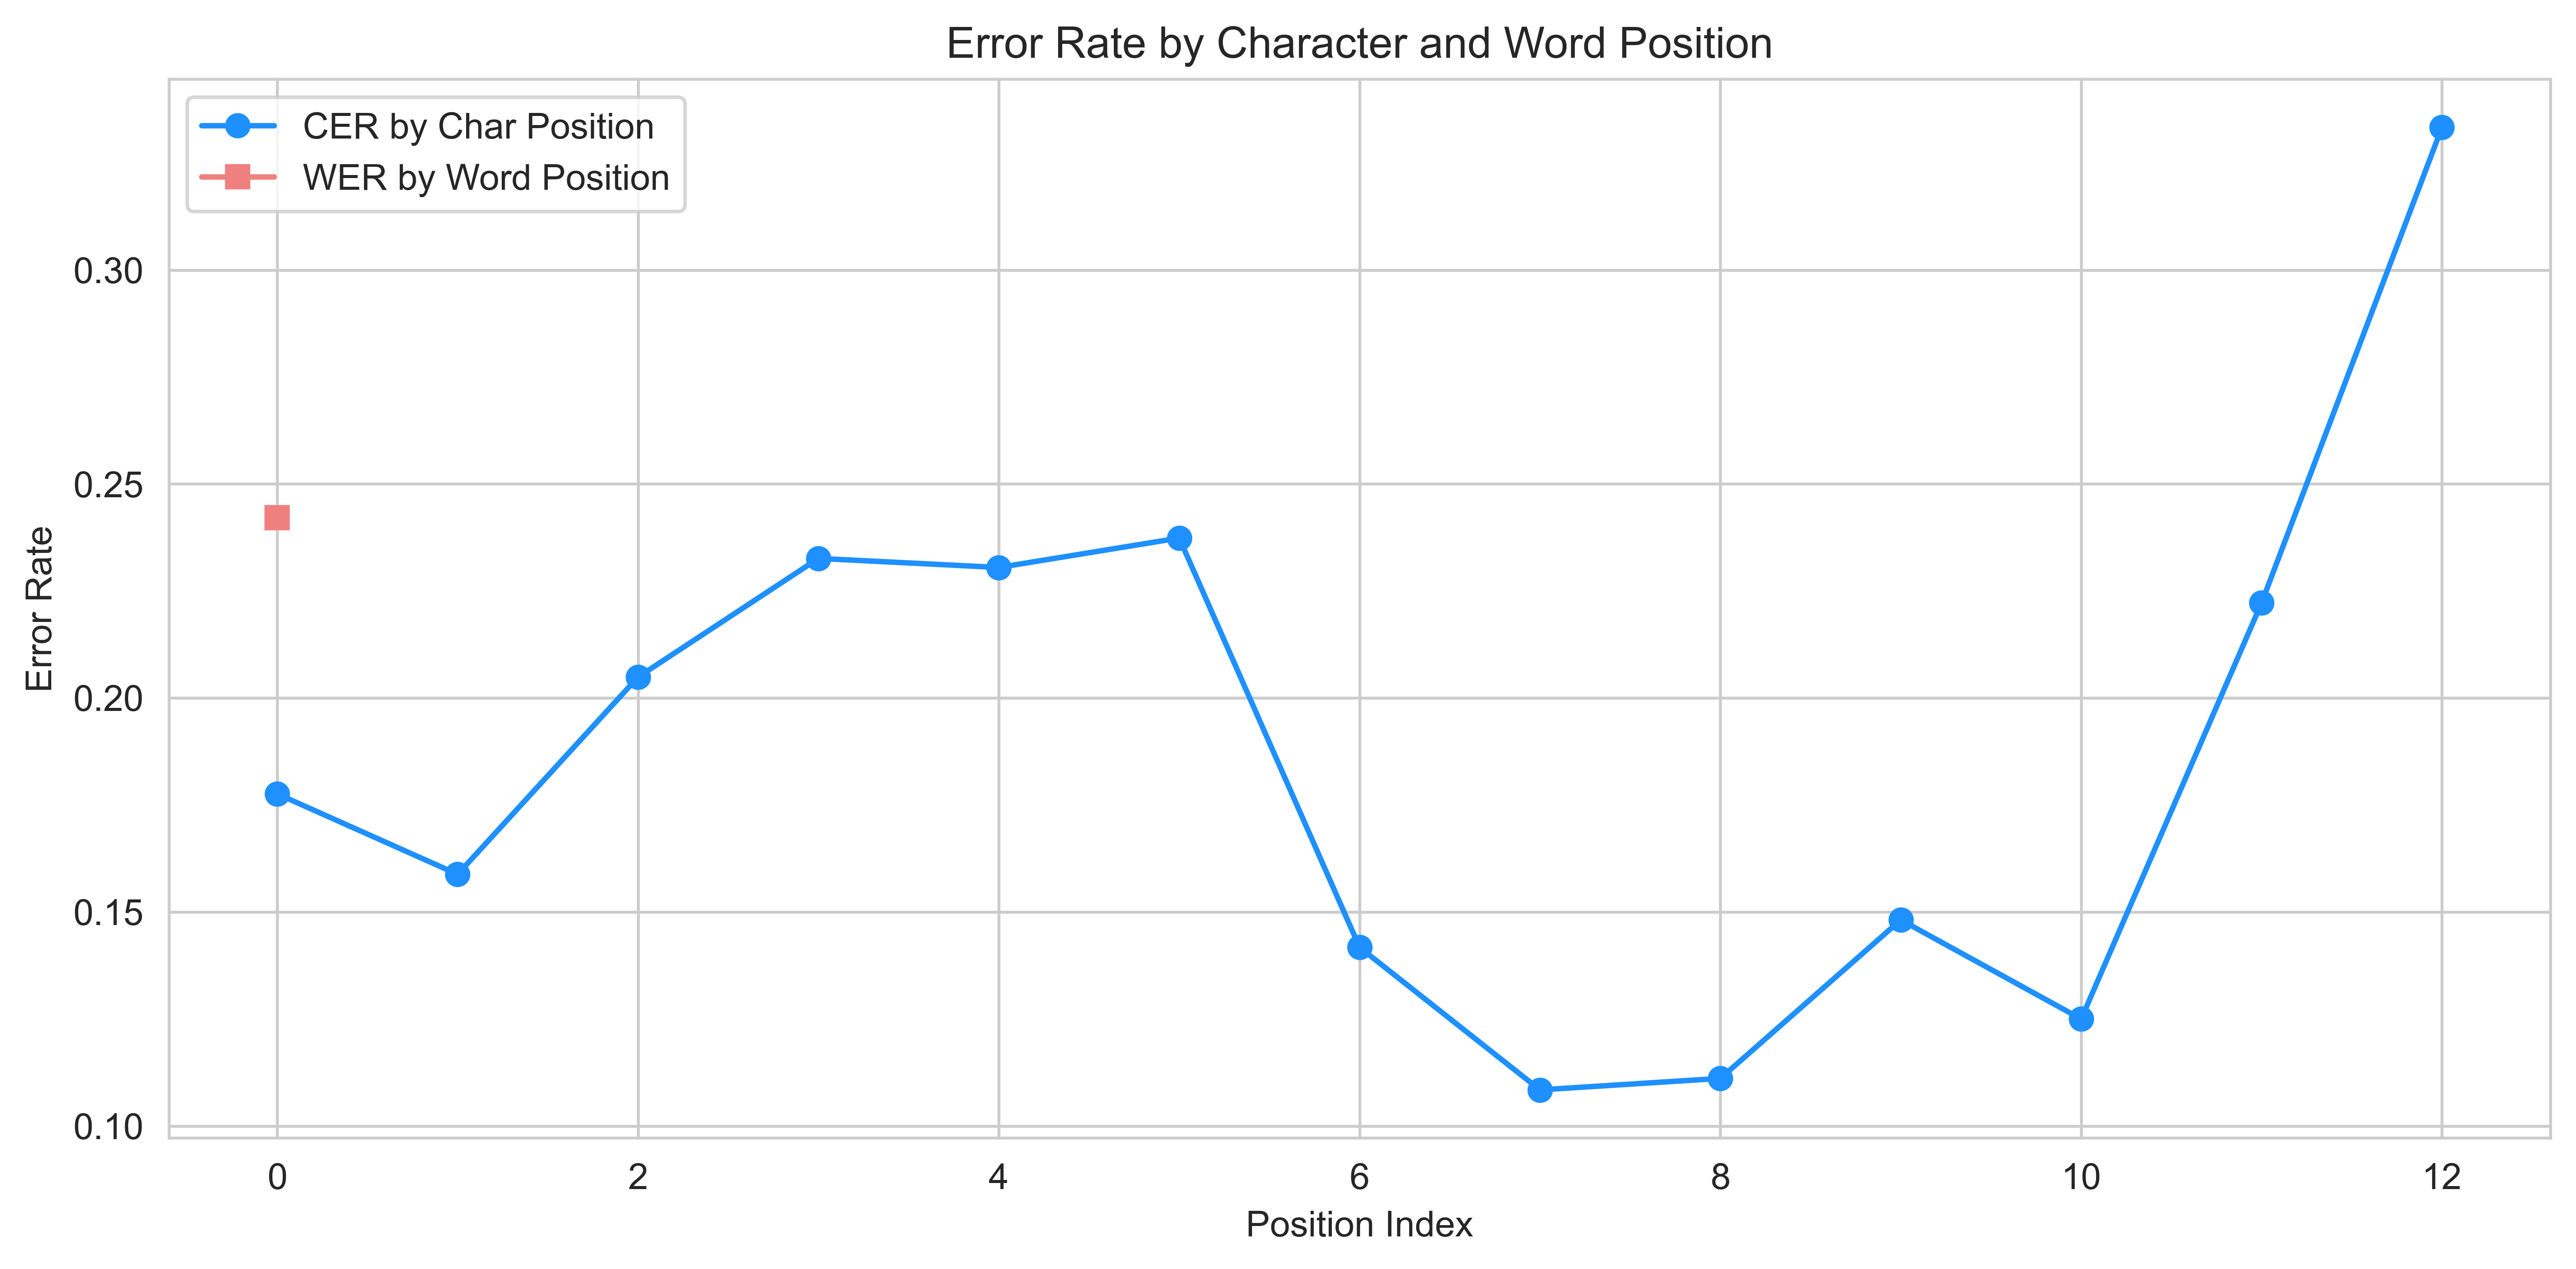 Error Rate by Character and Word Position
CER by Char Position
WER by Word Position
Error Rate
0.30
0.25
0.20
0.15
0.10
0 2 4 6 8 10 12
Position Index